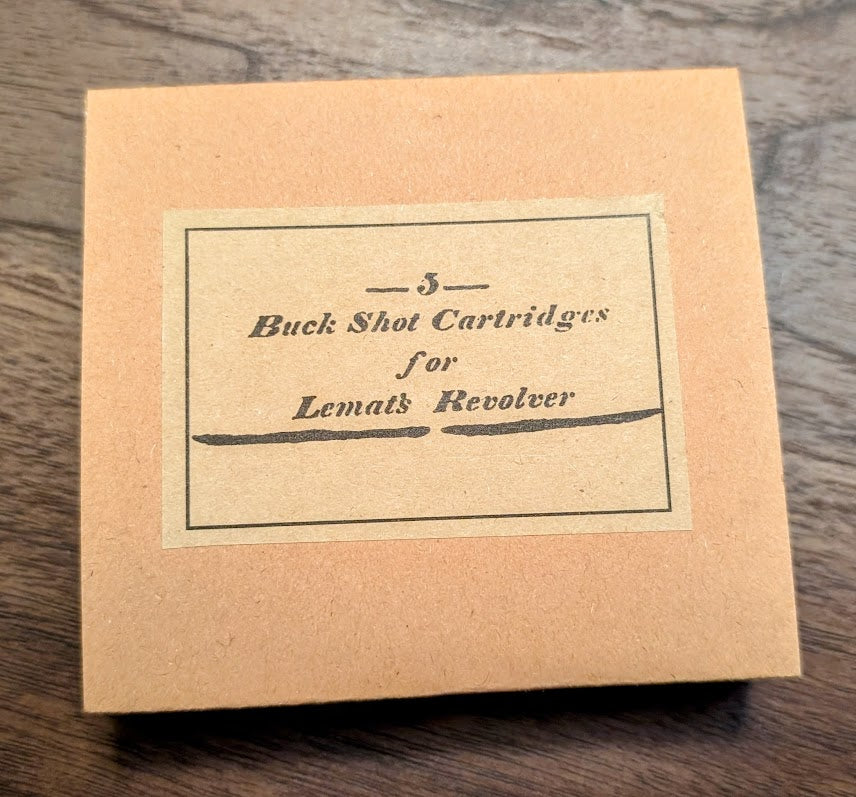 — 5 —
Buck Shot Cartridges
for
Lemat's Revolver